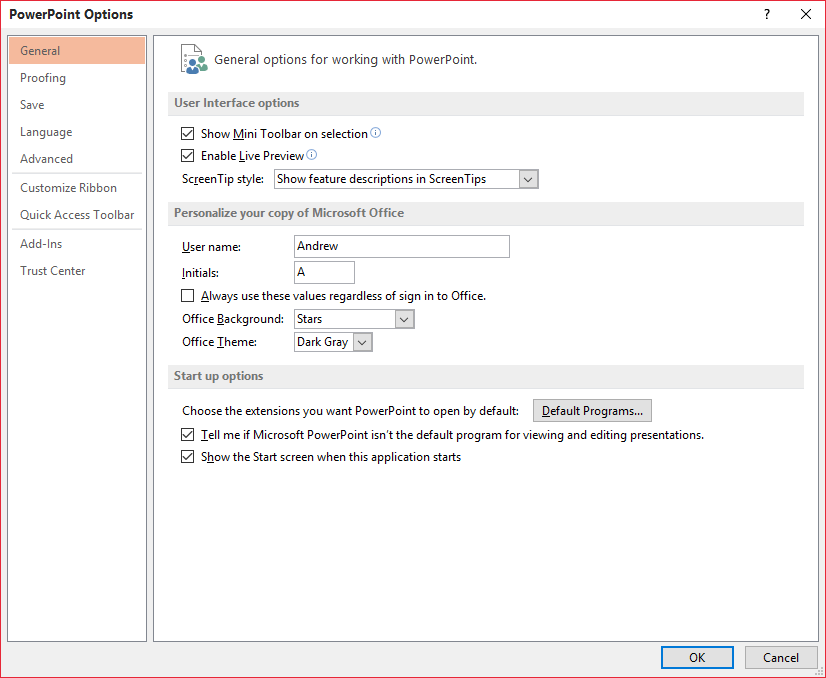 PowerPoint Options
?
General
Proofing
Save
Language
Advanced
Customize Ribbon
Quick Access Toolbar
Add-Ins
Trust Center
General options for working with PowerPoint.
User Interface options
Show Mini Toolbar on selection
Enable Live Preview
ScreenTip style: Show feature descriptions in ScreenTips
Personalize your copy of Microsoft Office
User name: Andrew
Initials: A
Always use these values regardless of sign in to Office.
Office Background: Stars
Office Theme: Dark Gray
Start up options
Choose the extensions you want PowerPoint to open by default: Default Programs...
Tell me if Microsoft PowerPoint isn't the default program for viewing and editing presentations.
Show the Start screen when this application starts
OK Cancel